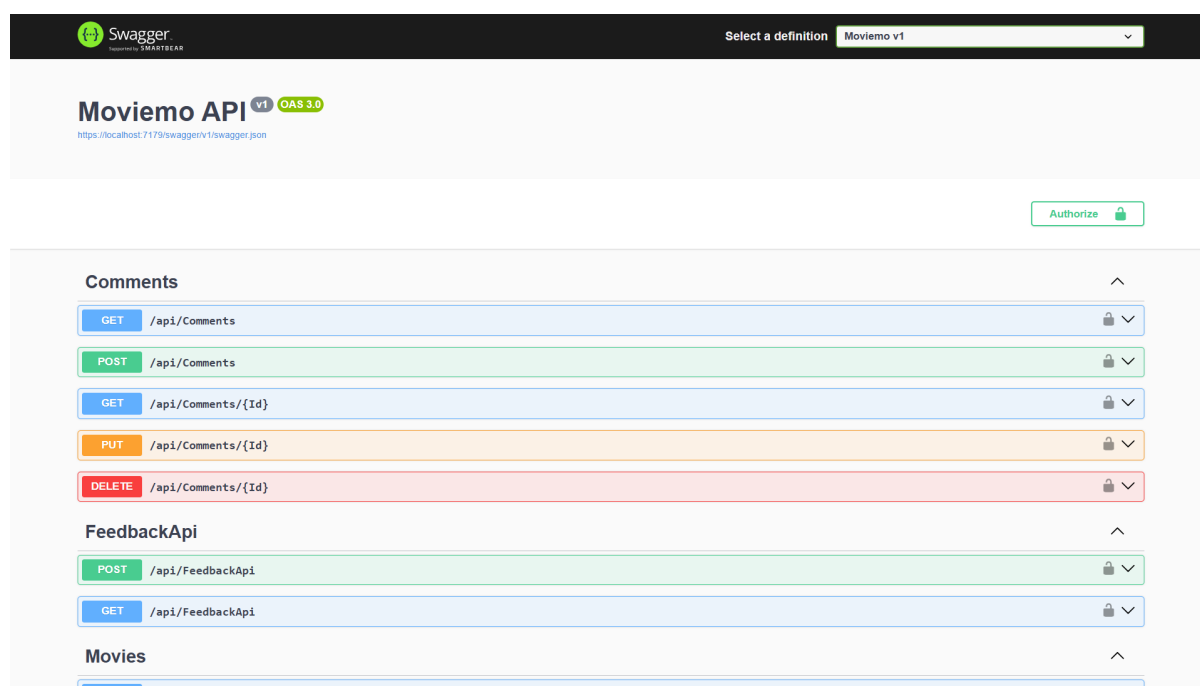 Swagger.
Supported by SMARTBEAR
Select a definition
Moviemo v1
Moviemo API v1 OAS 3.0
https://localhost:7179/swagger/v1/swagger.json
Authorize
Comments
GET /api/Comments
POST /api/Comments
GET /api/Comments/{Id}
PUT /api/Comments/{Id}
DELETE /api/Comments/{Id}
FeedbackApi
POST /api/FeedbackApi
GET /api/FeedbackApi
Movies